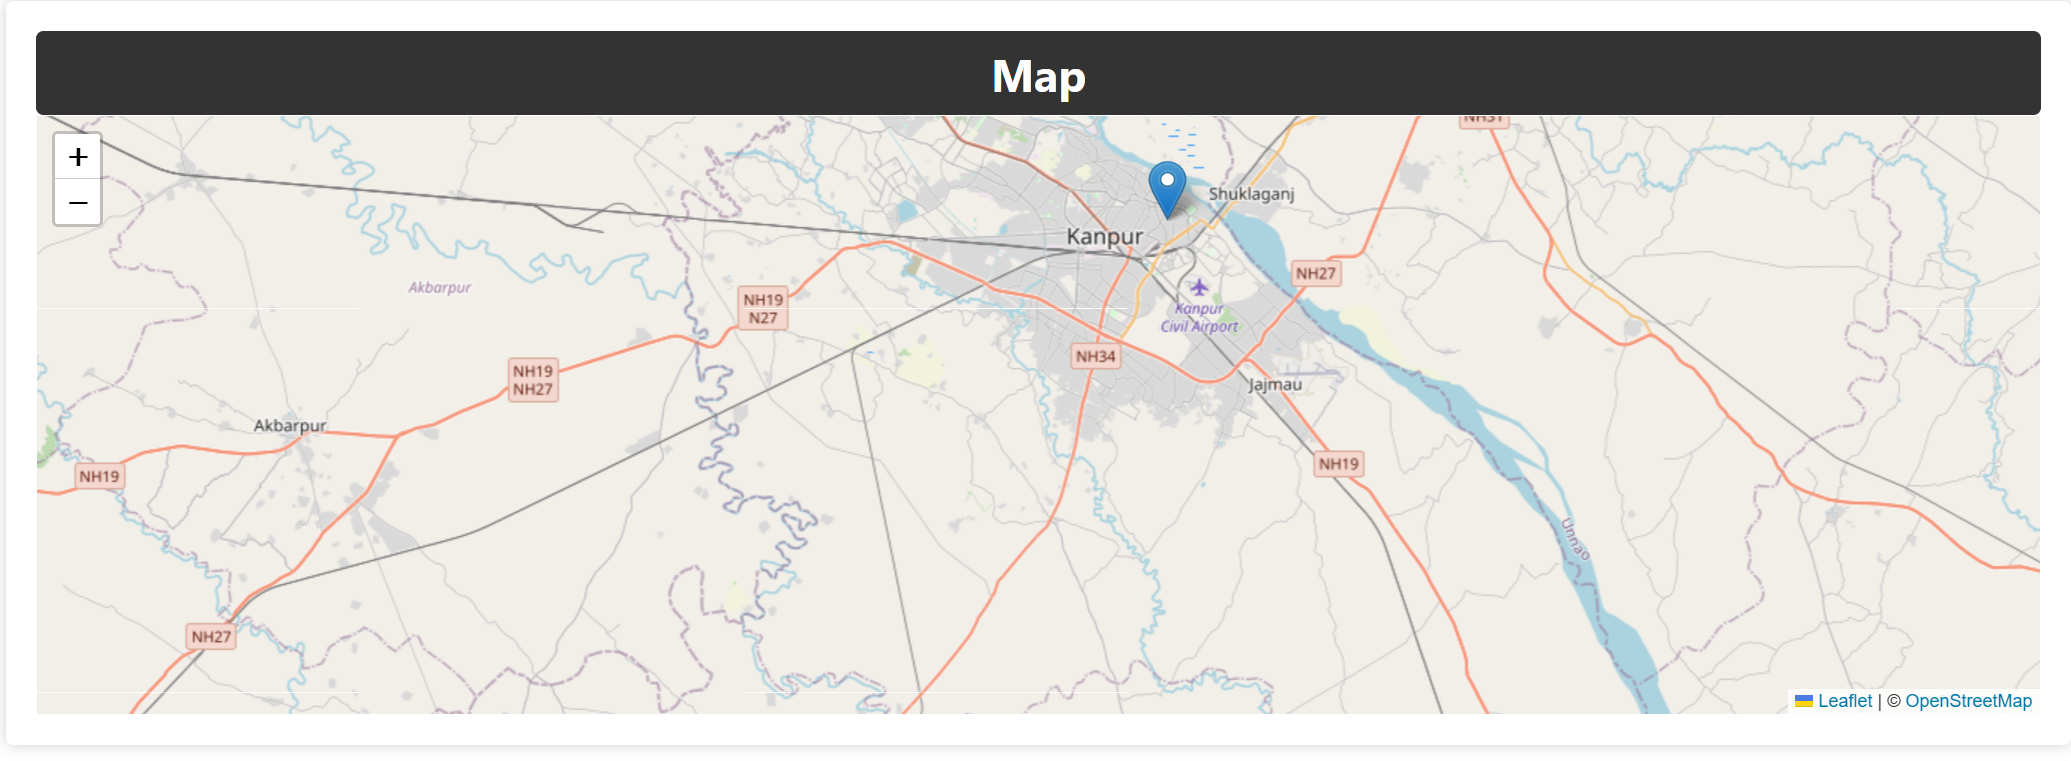 Map
+
−
NH31
Shuklaganj
Kanpur
NH27
Akbarpur
Kanpur
Civil Airport
NH19
N27
NH34
NH19
NH27
Jajmau
Akbarpur
NH19
NH19
Unnao
NH27
Leaflet | © OpenStreetMap